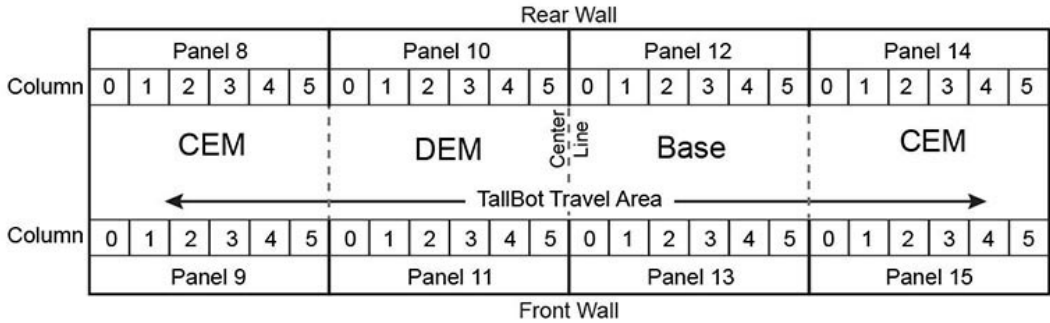 Rear Wall
Panel 8 Panel 10 Panel 12 Panel 14
Column 0 1 2 3 4 5 0 1 2 3 4 5 0 1 2 3 4 5 0 1 2 3 4 5
CEM DEM Center Line Base CEM
TallBot Travel Area
Column 0 1 2 3 4 5 0 1 2 3 4 5 0 1 2 3 4 5 0 1 2 3 4 5
Panel 9 Panel 11 Panel 13 Panel 15
Front Wall